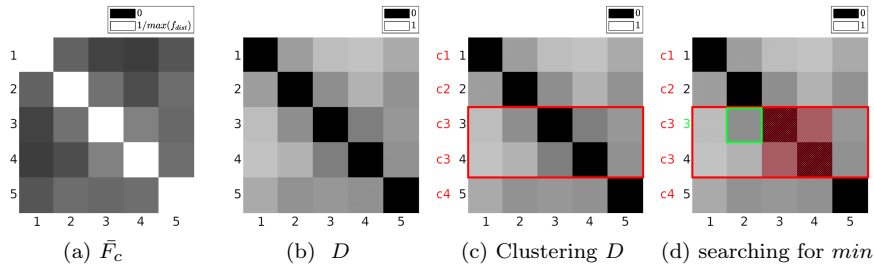 0
1/max(f_dist)
0
1
0
1
0
1
1
2
3
4
5
1 2 3 4 5
1
2
3
4
5
1 2 3 4 5
c1 1
c2 2
c3 3
c3 4
c4 5
1 2 3 4 5
c1 1
c2 2
c3 3
c3 4
c4 5
1 2 3 4 5
(a) F̄_c
(b) D
(c) Clustering D
(d) searching for min